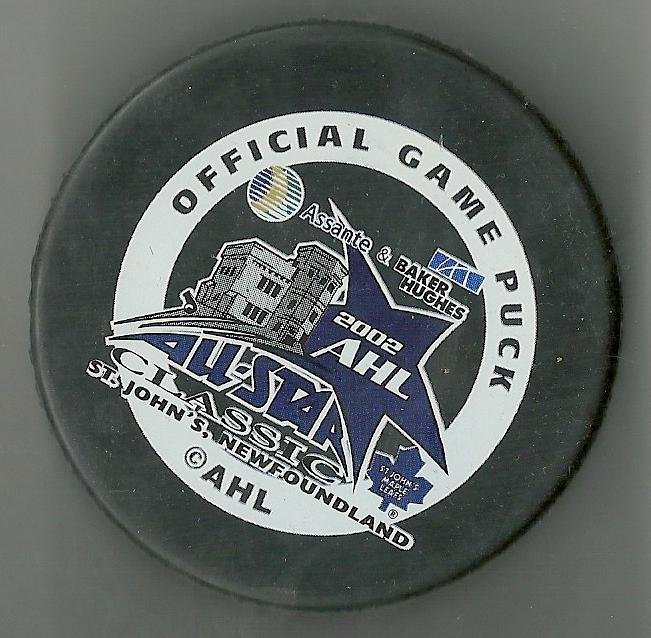 OFFICIAL GAME PUCK
Assante & BAKER
HUGHES
2002
AHL
ALL-STAR
CLASSIC
ST. JOHN'S, NEWFOUNDLAND
ST. JOHN'S
MAPLE
LEAFS
®
©AHL